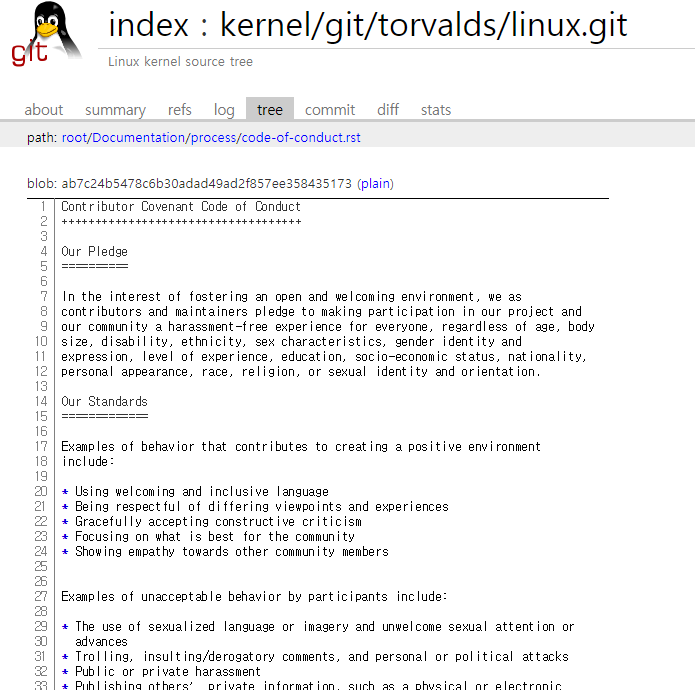 git
index : kernel/git/torvalds/linux.git
Linux kernel source tree
about summary refs log tree commit diff stats
path: root/Documentation/process/code-of-conduct.rst
blob: ab7c24b5478c6b30adad49ad2f857ee358435173 (plain)
1 Contributor Covenant Code of Conduct
2 ++++++++++++++++++++++++++++++++++++
3
4 Our Pledge
5 ==========
6
7 In the interest of fostering an open and welcoming environment, we as
8 contributors and maintainers pledge to making participation in our project and
9 our community a harassment-free experience for everyone, regardless of age, body
10 size, disability, ethnicity, sex characteristics, gender identity and
11 expression, level of experience, education, socio-economic status, nationality,
12 personal appearance, race, religion, or sexual identity and orientation.
13
14 Our Standards
15 =============
16
17 Examples of behavior that contributes to creating a positive environment
18 include:
19
20 * Using welcoming and inclusive language
21 * Being respectful of differing viewpoints and experiences
22 * Gracefully accepting constructive criticism
23 * Focusing on what is best for the community
24 * Showing empathy towards other community members
25
26
27 Examples of unacceptable behavior by participants include:
28
29 * The use of sexualized language or imagery and unwelcome sexual attention or
30 advances
31 * Trolling, insulting/derogatory comments, and personal or political attacks
32 * Public or private harassment
33 * Publishing others’ private information, such as a physical or electronic